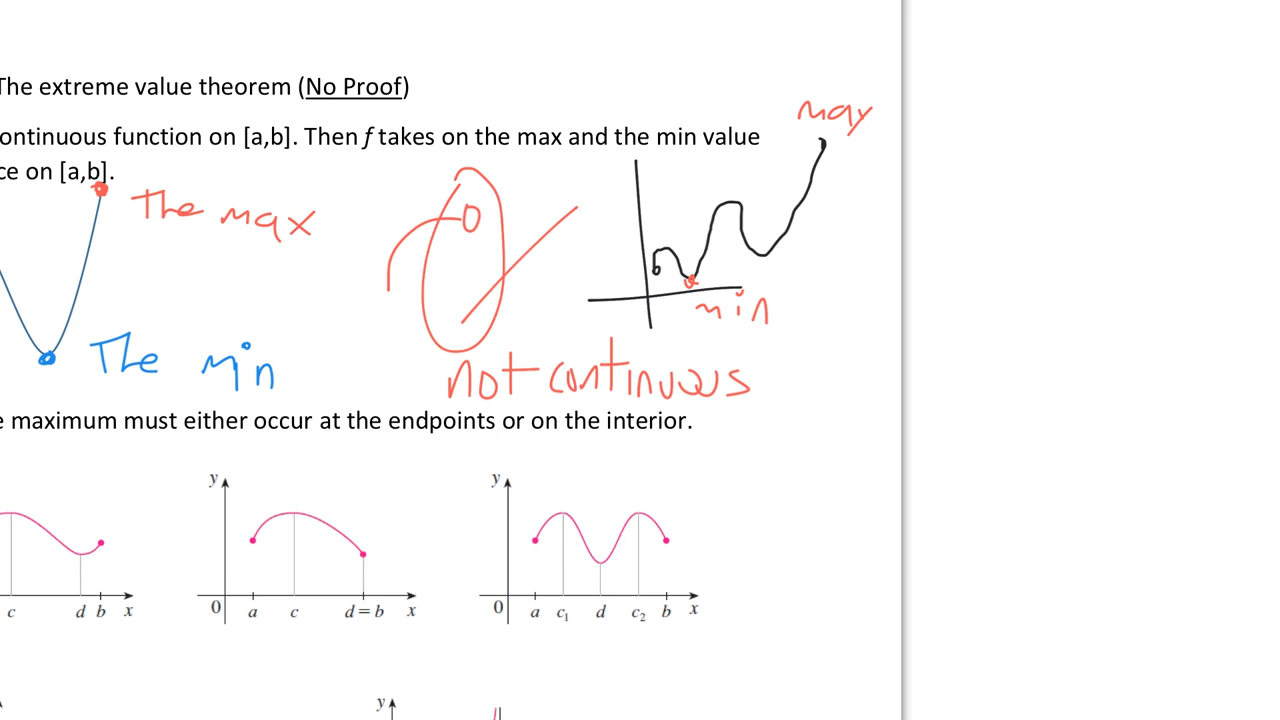 The extreme value theorem (No Proof)
may
ontinuous function on [a,b]. Then f takes on the max and the min value
ce on [a,b].
The max
min
The min
not continuous
e maximum must either occur at the endpoints or on the interior.
y y
c d b x 0 a c d = b x 0 a c₁ d c₂ b x
y